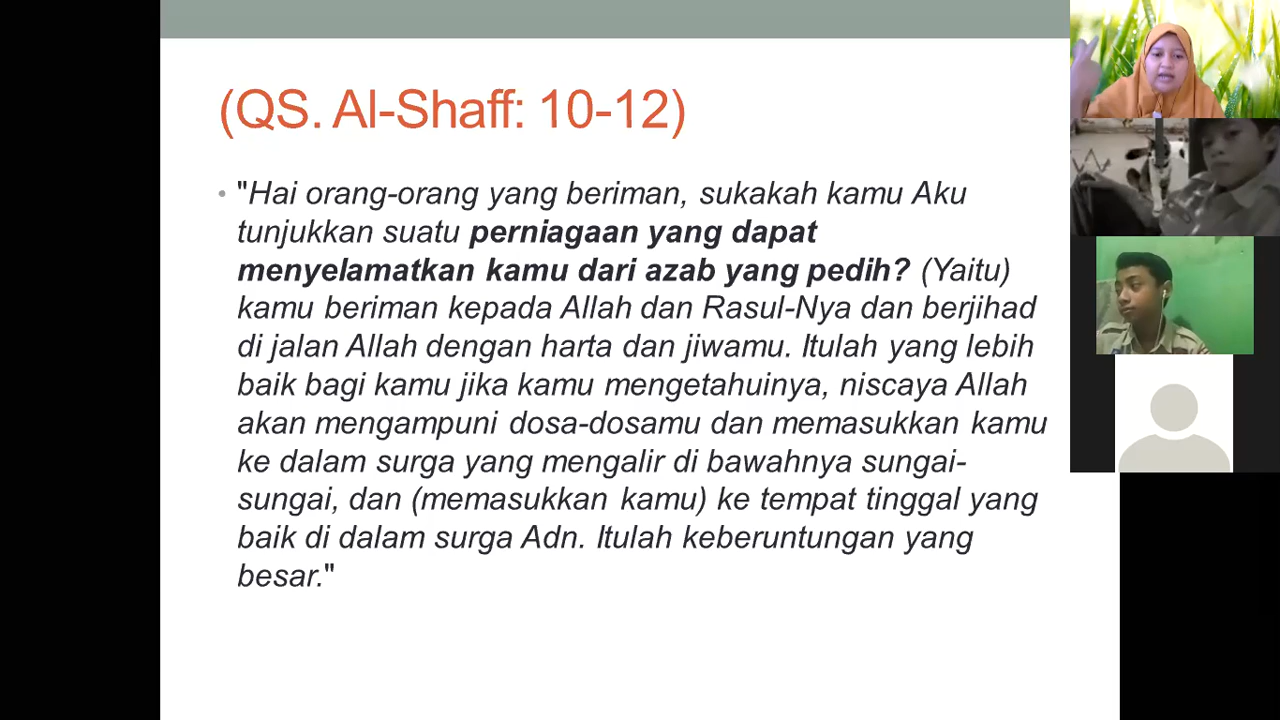 (QS. Al-Shaff: 10-12)
• "Hai orang-orang yang beriman, sukakah kamu Aku
tunjukkan suatu perniagaan yang dapat
menyelamatkan kamu dari azab yang pedih? (Yaitu)
kamu beriman kepada Allah dan Rasul-Nya dan berjihad
di jalan Allah dengan harta dan jiwamu. Itulah yang lebih
baik bagi kamu jika kamu mengetahuinya, niscaya Allah
akan mengampuni dosa-dosamu dan memasukkan kamu
ke dalam surga yang mengalir di bawahnya sungai-
sungai, dan (memasukkan kamu) ke tempat tinggal yang
baik di dalam surga Adn. Itulah keberuntungan yang
besar."